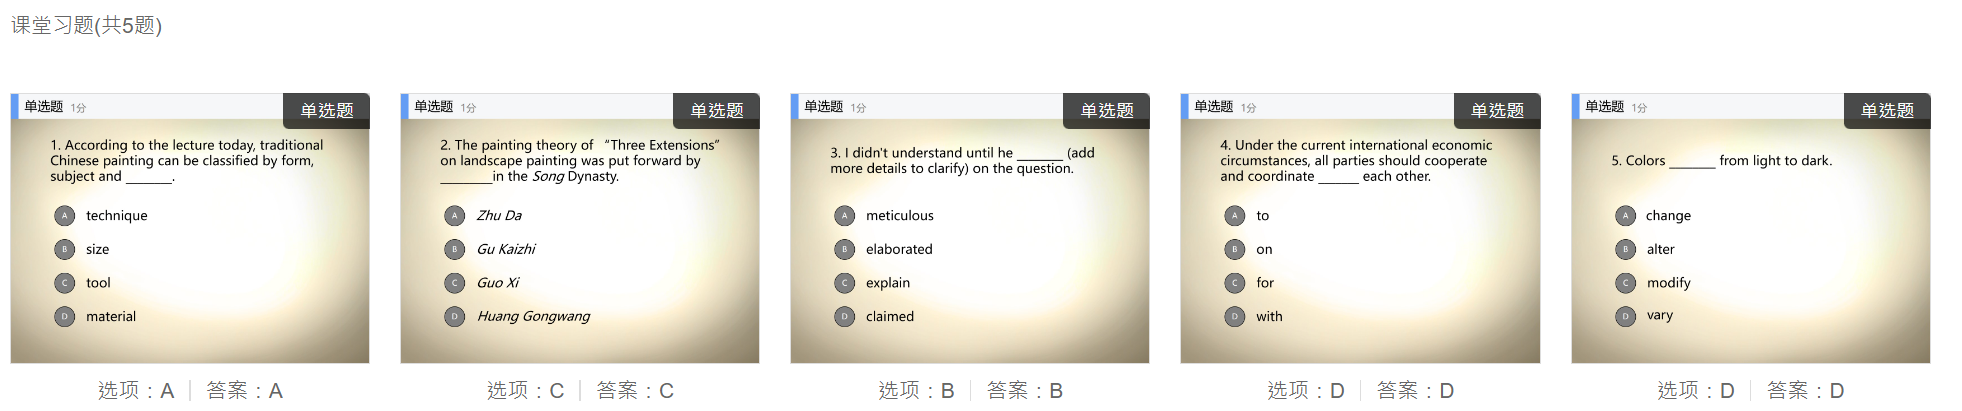 课堂习题(共5题)
单选题 1分
单选题
1. According to the lecture today, traditional
Chinese painting can be classified by form,
subject and ______.
A technique
B size
C tool
D material
选项：A | 答案：A
单选题 1分
单选题
2. The painting theory of “Three Extensions”
on landscape painting was put forward by
_______in the Song Dynasty.
A Zhu Da
B Gu Kaizhi
C Guo Xi
D Huang Gongwang
选项：C | 答案：C
单选题 1分
单选题
3. I didn't understand until he ______ (add
more details to clarify) on the question.
A meticulous
B elaborated
C explain
D claimed
选项：B | 答案：B
单选题 1分
单选题
4. Under the current international economic
circumstances, all parties should cooperate
and coordinate ______ each other.
A to
B on
C for
D with
选项：D | 答案：D
单选题 1分
单选题
5. Colors ______ from light to dark.
A change
B alter
C modify
D vary
选项：D | 答案：D